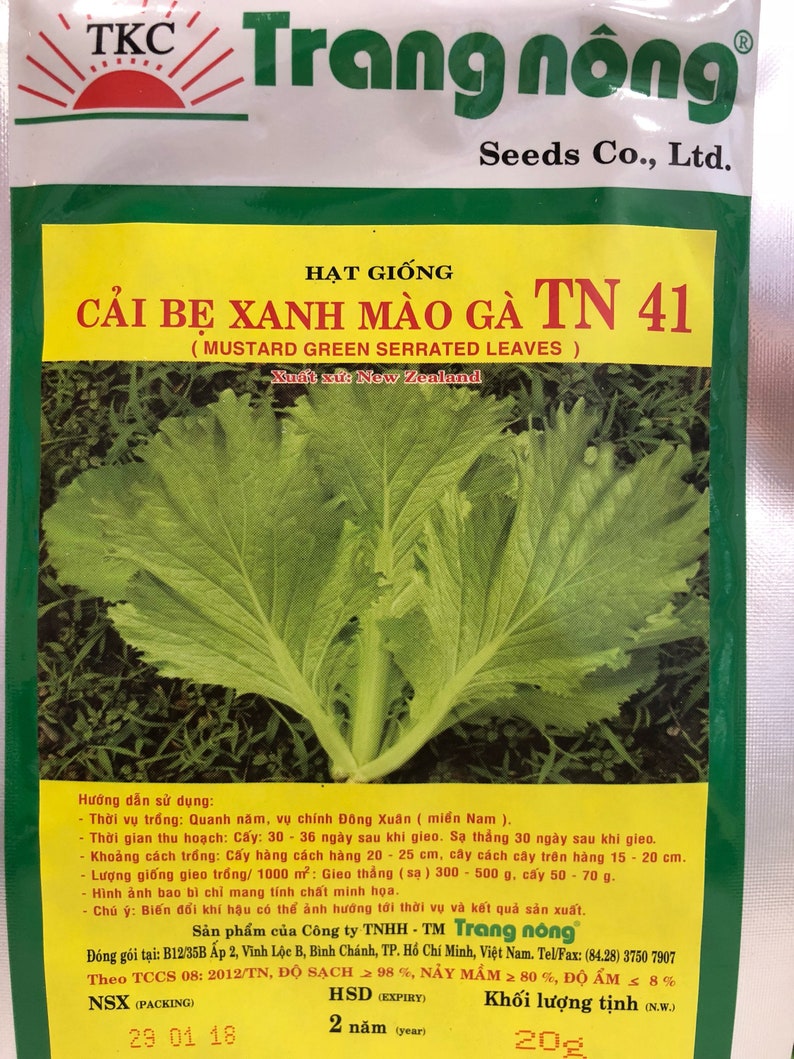 TKC
Trang nông®
Seeds Co., Ltd.
HẠT GIỐNG
CẢI BẸ XANH MÀO GÀ TN 41
( MUSTARD GREEN SERRATED LEAVES )
Xuất xứ: New Zealand
Hướng dẫn sử dụng:
- Thời vụ trồng: Quanh năm, vụ chính Đông Xuân ( miền Nam ).
- Thời gian thu hoạch: Cấy: 30 - 36 ngày sau khi gieo. Sạ thẳng 30 ngày sau khi gieo.
- Khoảng cách trồng: Cấy hàng cách hàng 20 - 25 cm, cây cách cây trên hàng 15 - 20 cm.
- Lượng giống gieo trồng/ 1000 m²: Gieo thẳng ( sạ ) 300 - 500 g, cấy 50 - 70 g.
- Hình ảnh bao bì chỉ mang tính chất minh họa.
- Chú ý: Biến đổi khí hậu có thể ảnh hưởng tới thời vụ và kết quả sản xuất.
Sản phẩm của Công ty TNHH - TM Trang nông®
Đóng gói tại: B12/35B Ấp 2, Vĩnh Lộc B, Bình Chánh, TP. Hồ Chí Minh, Việt Nam. Tel/Fax: (84.28) 3750 7907
Theo TCCS 08: 2012/TN, ĐỘ SẠCH ≥ 98 %, NẢY MẦM ≥ 80 %, ĐỘ ẨM ≤ 8 %
NSX (PACKING) HSD (EXPIRY) Khối lượng tịnh (N.W.)
29 01 18 2 năm (year) 20g